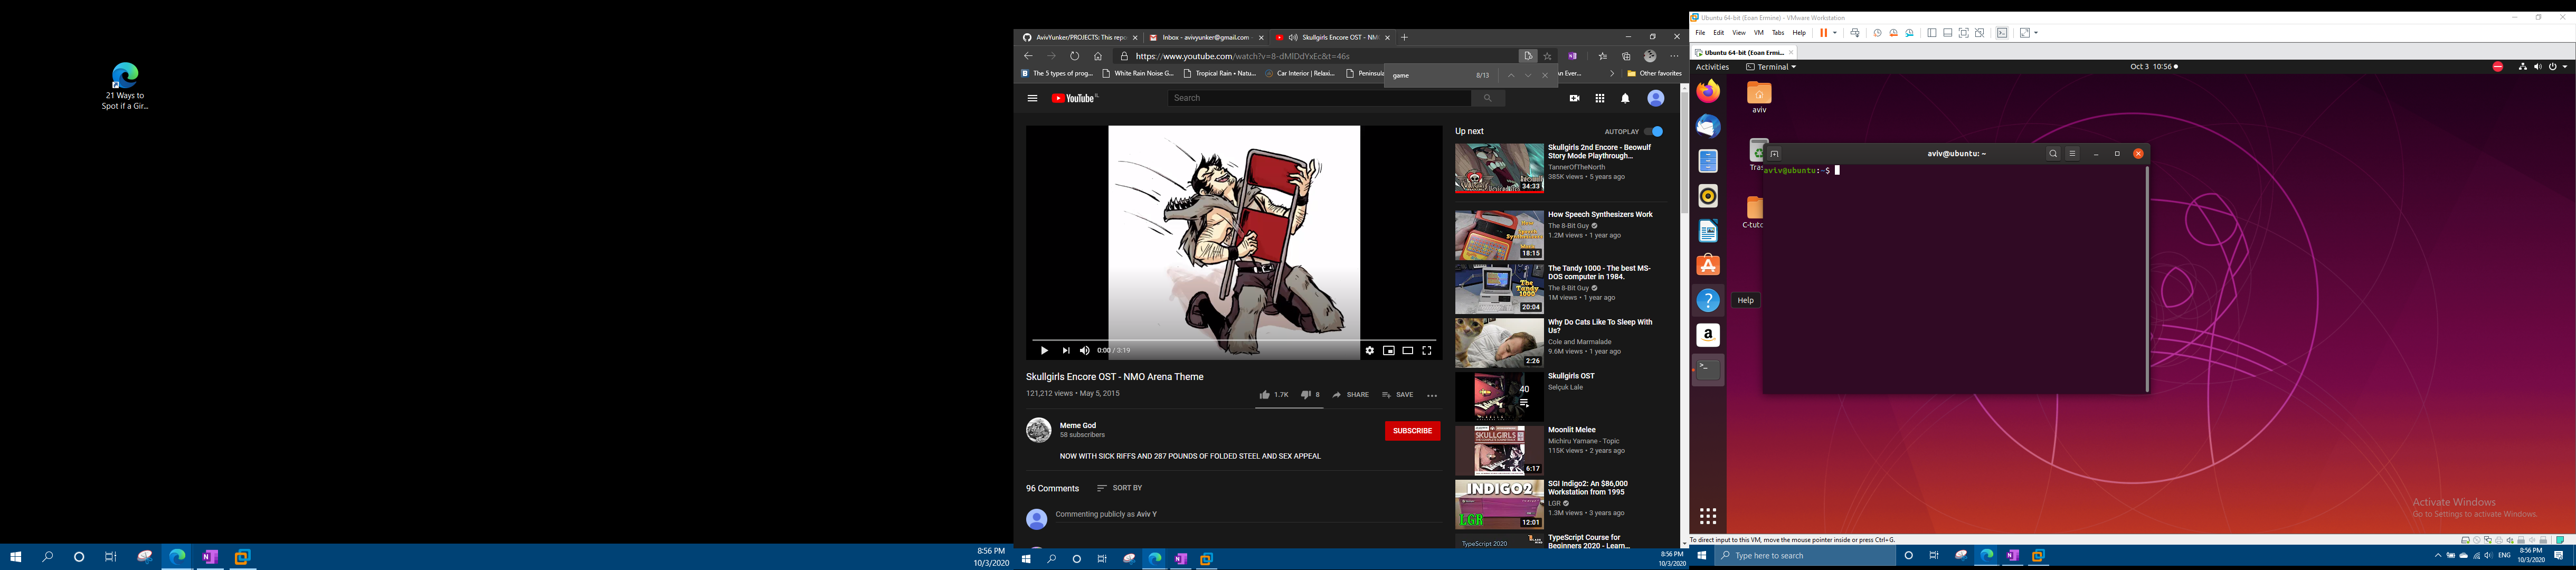 21 Ways to
Spot if a Gir...
8:56 PM
10/3/2020
AvivYunker/PROJECTS: This repo
Inbox - avivyunker@gmail.com -
Skullgirls Encore OST - NM
https://www.youtube.com/watch?v=8-dMlDdYxEc&t=46s
The 5 types of prog...
White Rain Noise G...
Tropical Rain • Natu...
Car Interior | Relaxi...
Peninsula
an Ever...
Other favorites
game
8/13
YouTube
Search
Up next
AUTOPLAY
Skullgirls 2nd Encore - Beowulf
Story Mode Playthrough...
TannerOfTheNorth
385K views • 5 years ago
34:33
How Speech Synthesizers Work
The 8-Bit Guy
1.2M views • 1 year ago
18:15
The Tandy 1000 - The best MS-
DOS computer in 1984.
The 8-Bit Guy
1M views • 1 year ago
The Tandy 1000
20:04
Why Do Cats Like To Sleep With
Us?
Cole and Marmalade
9.6M views • 1 year ago
2:26
Skullgirls OST
Selçuk Lale
40
Moonlit Melee
Michiru Yamane - Topic
115K views • 2 years ago
SKULLGIRLS
6:17
SGI Indigo2: An $86,000
Workstation from 1995
LGR
1.3M views • 3 years ago
INDIGO2
LGR
12:01
TypeScript Course for
Beginners 2020 - Learn...
TypeScript 2020
0:00 / 3:19
Skullgirls Encore OST - NMO Arena Theme
121,212 views • May 5, 2015
1.7K
8
SHARE
SAVE
Meme God
58 subscribers
SUBSCRIBE
NOW WITH SICK RIFFS AND 287 POUNDS OF FOLDED STEEL AND SEX APPEAL
96 Comments
SORT BY
Commenting publicly as Aviv Y
8:56 PM
10/3/2020
Ubuntu 64-bit (Eoan Ermine) - VMware Workstation
File Edit View VM Tabs Help
Ubuntu 64-bit (Eoan Ermi...
Activities
Terminal
Oct 3 10:56
aviv
Tras
C-tuto
aviv@ubuntu: ~
aviv@ubuntu:~$
Help
Activate Windows
Go to Settings to activate Windows.
To direct input to this VM, move the mouse pointer inside or press Ctrl+G.
Type here to search
ENG
8:56 PM
10/3/2020